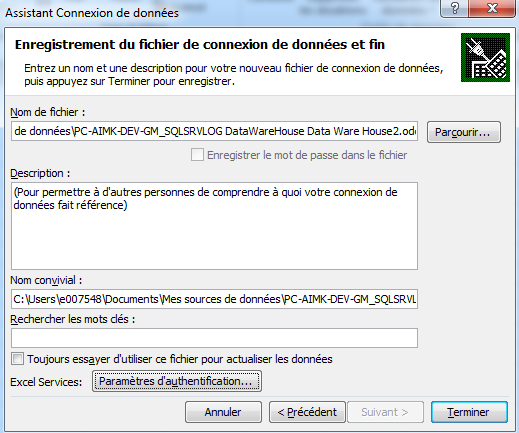 Assistant Connexion de données
Enregistrement du fichier de connexion de données et fin
Entrez un nom et une description pour votre nouveau fichier de connexion de données,
puis appuyez sur Terminer pour enregistrer.
Nom de fichier :
de données\PC-AIMK-DEV-GM_SQLSRVLOG DataWareHouse Data Ware House2.odc
Parcourir...
Enregistrer le mot de passe dans le fichier
Description :
(Pour permettre à d'autres personnes de comprendre à quoi votre connexion de
données fait référence)
Nom convivial :
C:\Users\e007548\Documents\Mes sources de données\PC-AIMK-DEV-GM_SQLSRVL
Rechercher les mots clés :
Toujours essayer d'utiliser ce fichier pour actualiser les données
Excel Services: Paramètres d'authentification...
Annuler < Précédent Suivant > Terminer